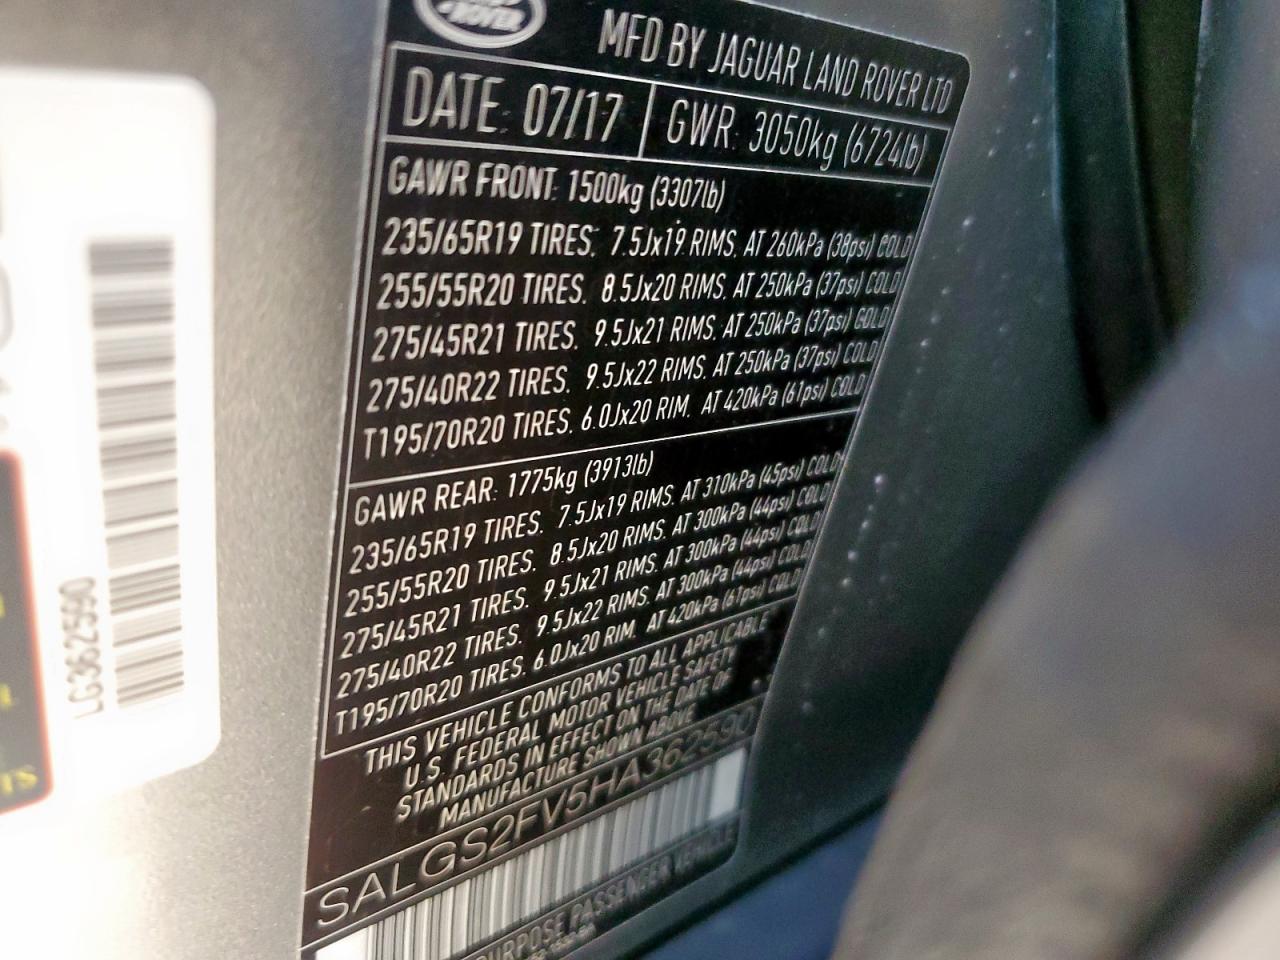 ROVER
MFD BY JAGUAR LAND ROVER LTD
DATE: 07/17 GWR: 3050kg (6724lb)
GAWR FRONT: 1500kg (3307lb)
235/65R19 TIRES, 7.5Jx19 RIMS, AT 260kPa (38psi) COLD
255/55R20 TIRES, 8.5Jx20 RIMS, AT 250kPa (37psi) COLD
275/45R21 TIRES, 9.5Jx21 RIMS, AT 250kPa (37psi) COLD
275/40R22 TIRES, 9.5Jx22 RIMS, AT 250kPa (37psi) COLD
T195/70R20 TIRES, 6.0Jx20 RIM, AT 420kPa (61psi) COLD
GAWR REAR: 1775kg (3913lb)
235/65R19 TIRES, 7.5Jx19 RIMS, AT 310kPa (45psi) COLD
255/55R20 TIRES, 8.5Jx20 RIMS, AT 300kPa (44psi) COLD
275/45R21 TIRES, 9.5Jx21 RIMS, AT 300kPa (44psi) COLD
275/40R22 TIRES, 9.5Jx22 RIMS, AT 300kPa (44psi) COLD
T195/70R20 TIRES, 6.0Jx20 RIM, AT 420kPa (61psi) COLD
THIS VEHICLE CONFORMS TO ALL APPLICABLE
U.S. FEDERAL MOTOR VEHICLE SAFETY
STANDARDS IN EFFECT ON THE DATE OF
MANUFACTURE SHOWN ABOVE
SALGS2FV5HA362590
PURPOSE PASSENGER VEHICLE
LG362590